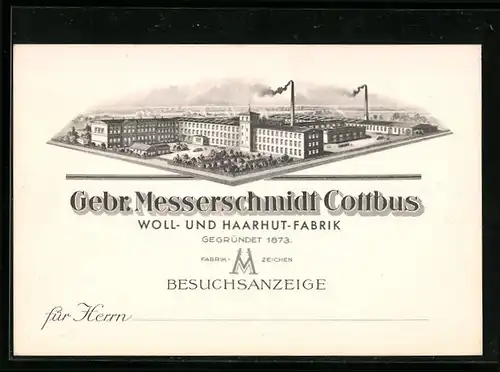 Gebr. Messerschmidt Cottbus
WOLL- UND HAARHUT-FABRIK
GEGRÜNDET 1873.
FABRIK- M ZEICHEN
BESUCHSANZEIGE
für Herrn